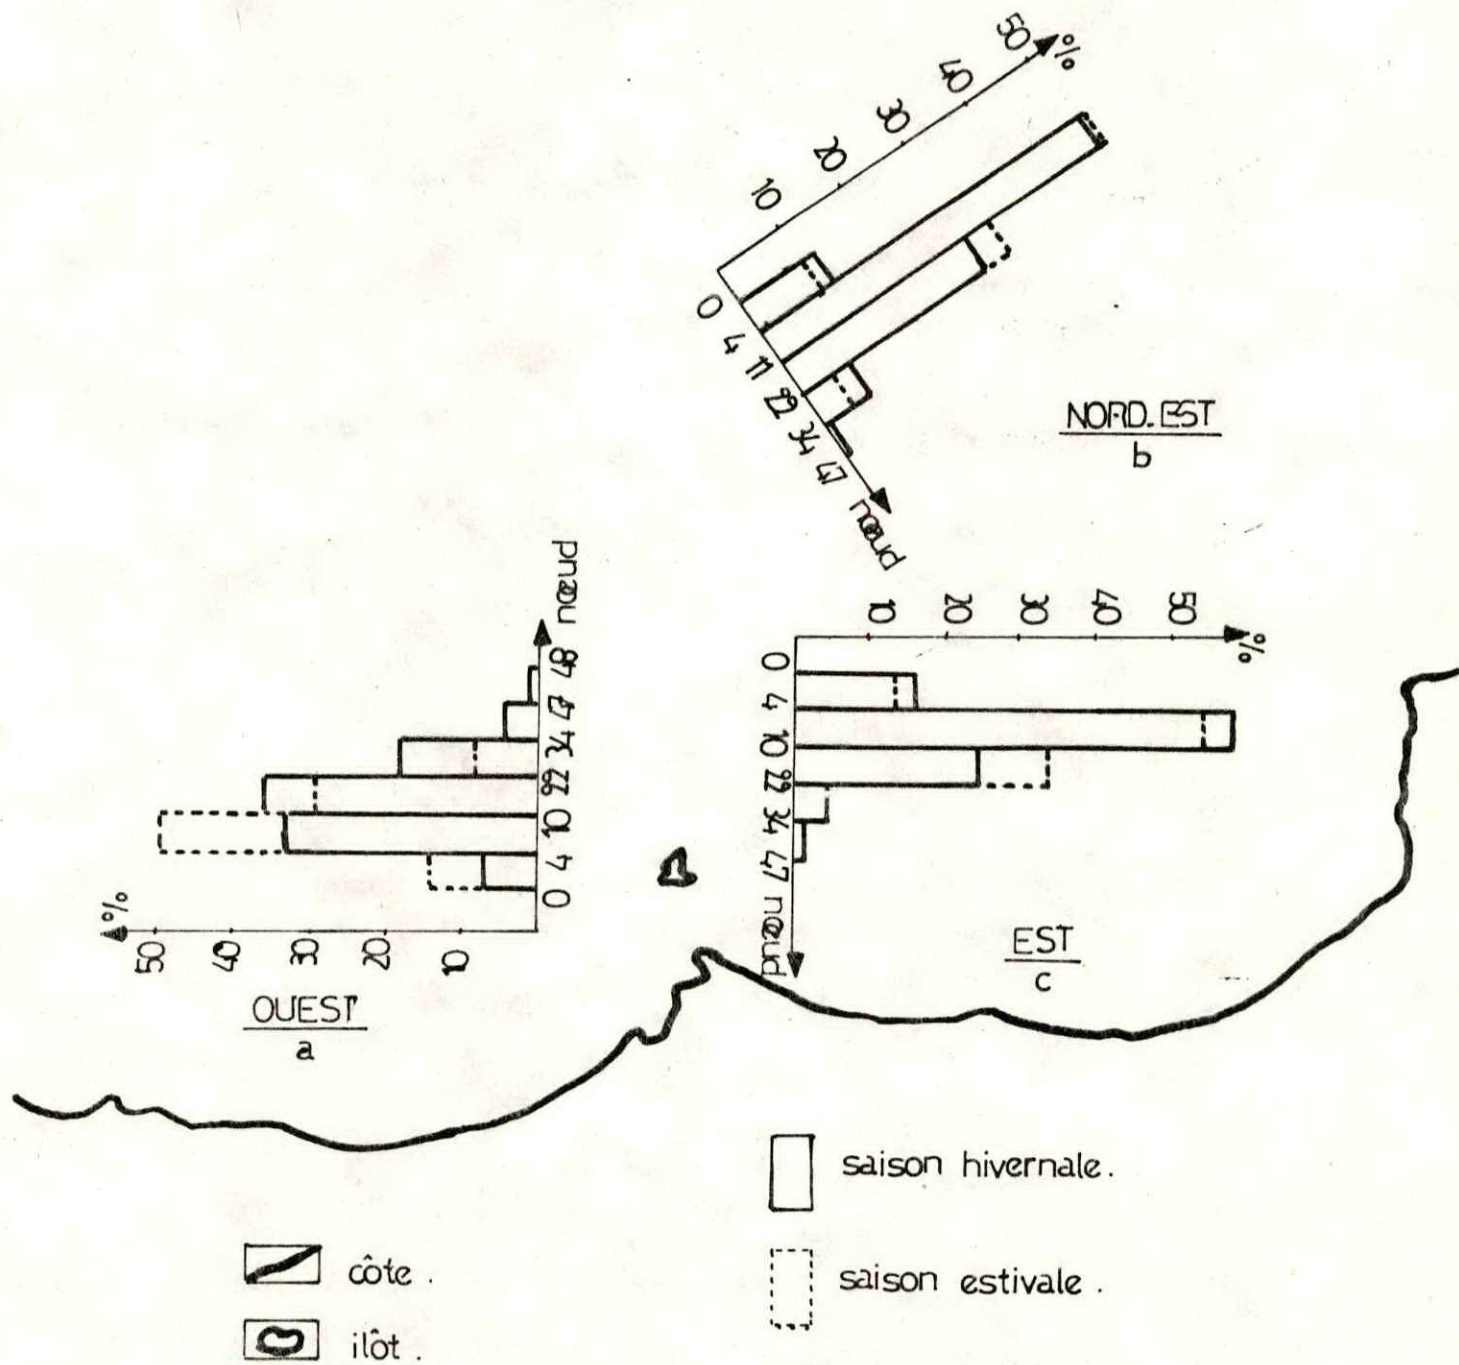 10 20 30 40 50 %
0 4 11 22 34 47 nœud
NORD.EST
b
nœud
48
47
34
22
10
4
0
% 50 40 30 20 10
OUEST
a
10 20 30 40 50 %
0
4
10
22
34
47
nœud
EST
c
saison hivernale.
saison estivale.
côte.
ilôt.